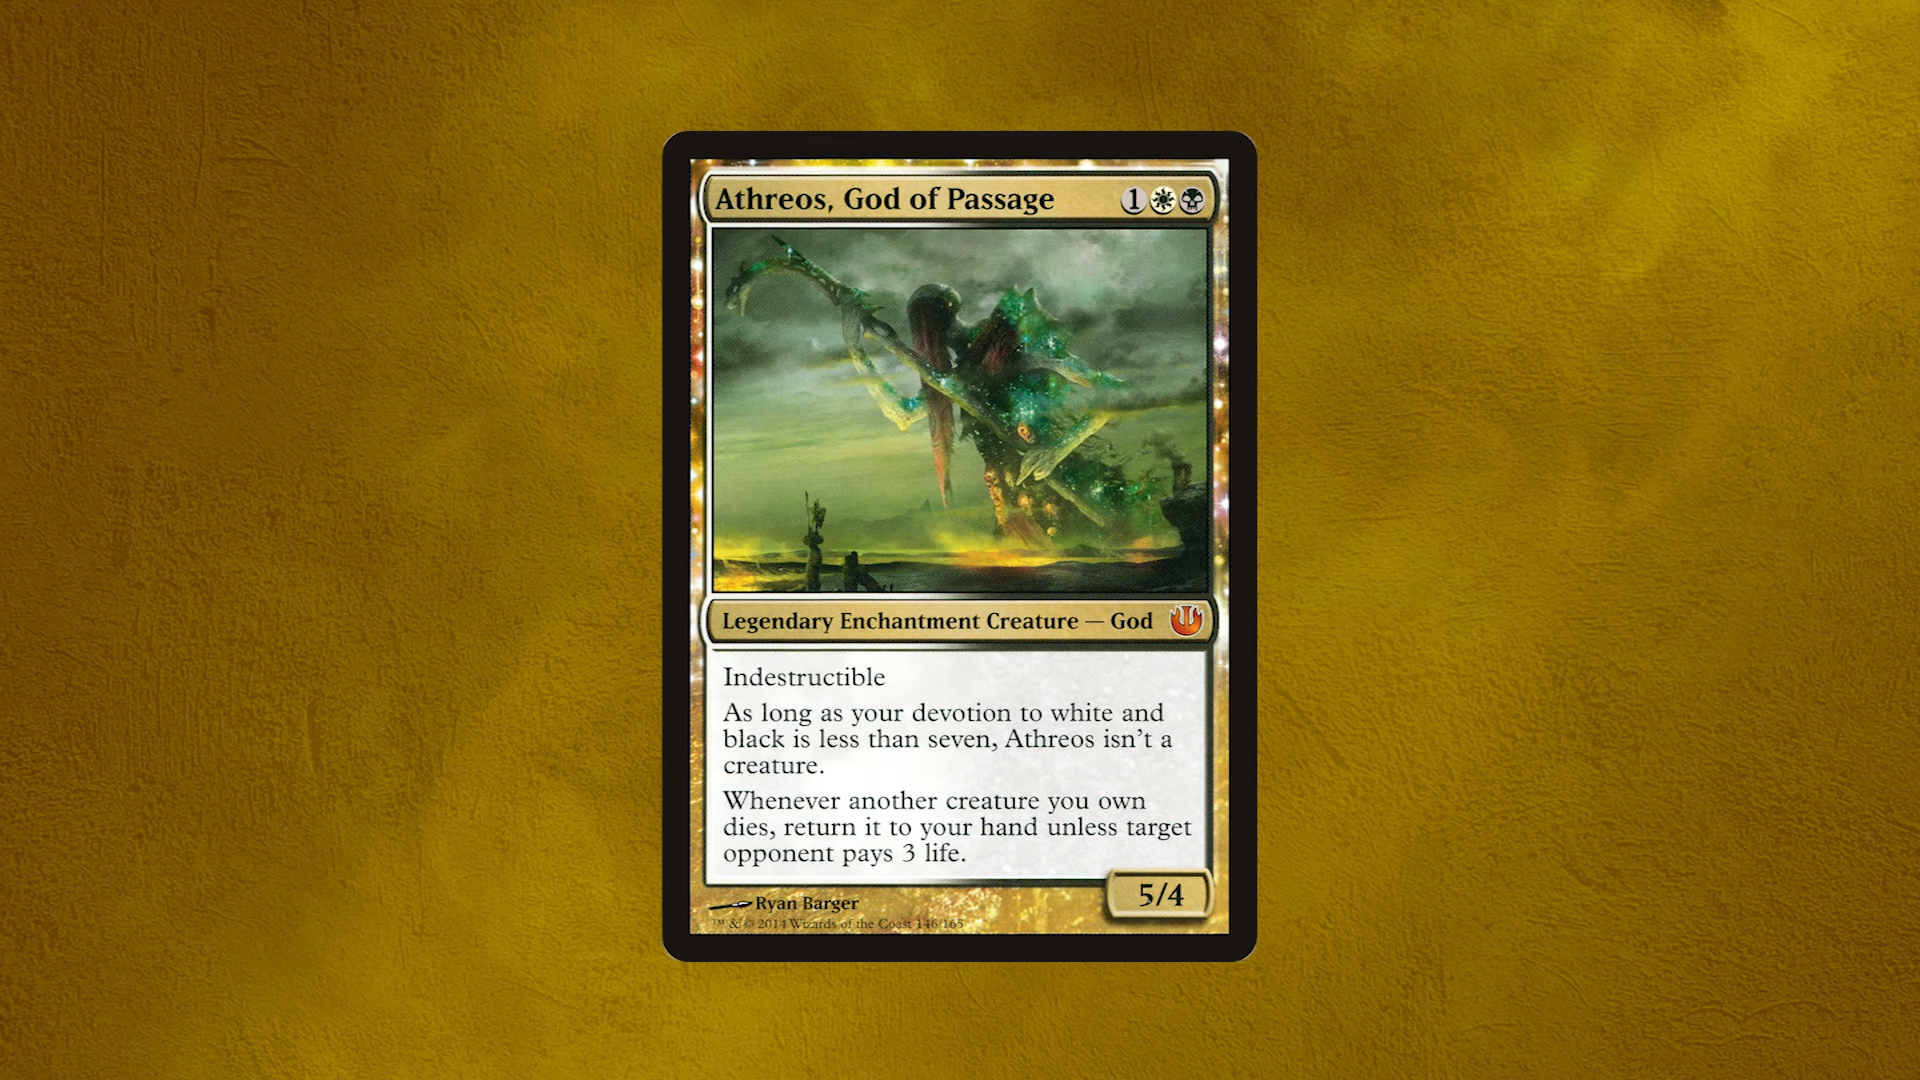 Athreos, God of Passage 1
Legendary Enchantment Creature — God
Indestructible
As long as your devotion to white and
black is less than seven, Athreos isn't a
creature.
Whenever another creature you own
dies, return it to your hand unless target
opponent pays 3 life.
5/4
Ryan Barger
™ & © 2014 Wizards of the Coast 146/165